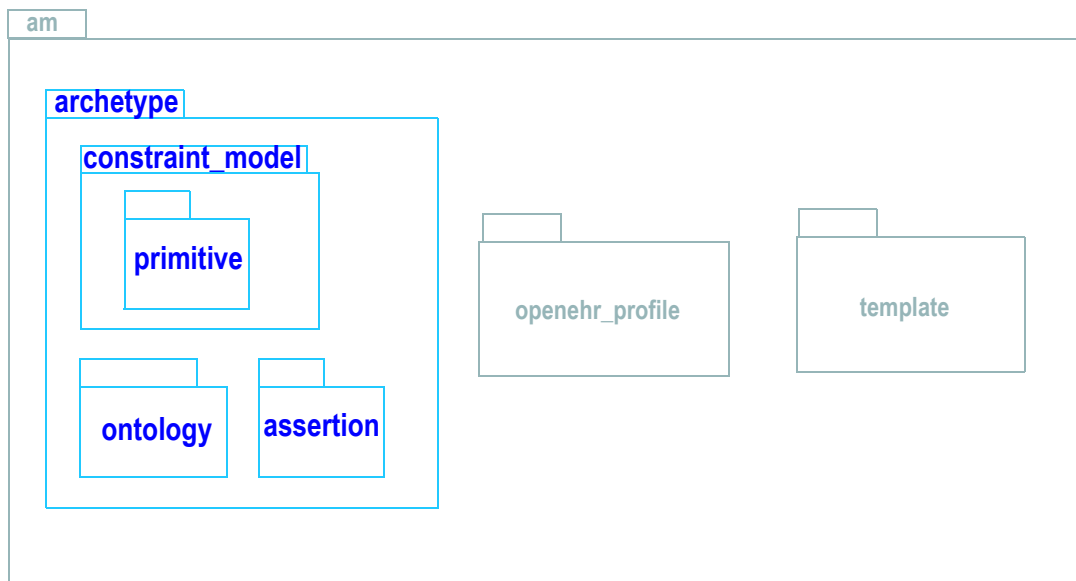 am
archetype
constraint_model
primitive
openehr_profile
template
ontology
assertion